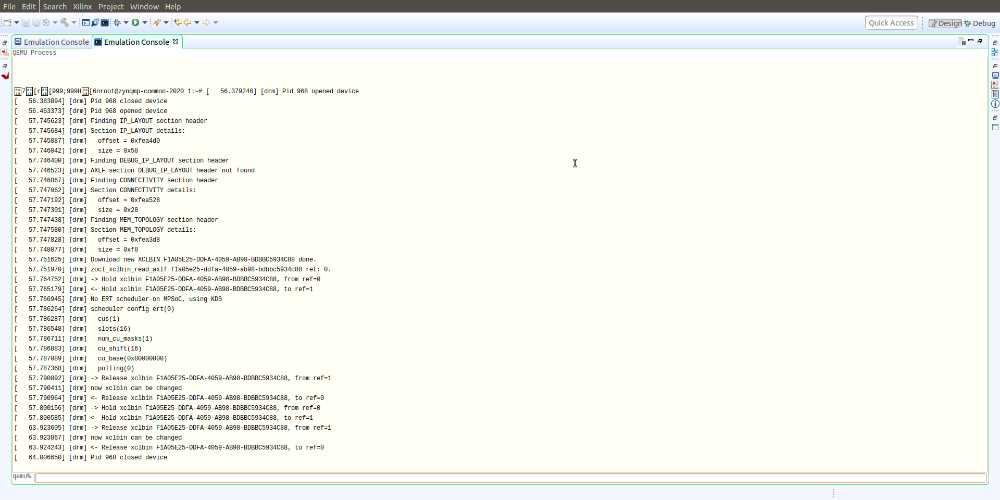 File Edit Search Xilinx Project Window Help
Quick Access Design Debug
Emulation Console Emulation Console
QEMU Process
7[r[999;999H[6nroot@zynqmp-common-2020_1:~# [   56.379246] [drm] Pid 968 opened device
[   56.383094] [drm] Pid 968 closed device
[   56.463373] [drm] Pid 968 opened device
[   57.745623] [drm] Finding IP_LAYOUT section header
[   57.745684] [drm] Section IP_LAYOUT details:
[   57.745887] [drm]   offset = 0xfea4d0
[   57.746042] [drm]   size = 0x58
[   57.746400] [drm] Finding DEBUG_IP_LAYOUT section header
[   57.746523] [drm] AXLF section DEBUG_IP_LAYOUT header not found
[   57.746867] [drm] Finding CONNECTIVITY section header
[   57.747062] [drm] Section CONNECTIVITY details:
[   57.747192] [drm]   offset = 0xfea528
[   57.747301] [drm]   size = 0x28
[   57.747438] [drm] Finding MEM_TOPOLOGY section header
[   57.747580] [drm] Section MEM_TOPOLOGY details:
[   57.747828] [drm]   offset = 0xfea3d8
[   57.748077] [drm]   size = 0xf8
[   57.751625] [drm] Download new XCLBIN F1A05E25-DDFA-4059-AB98-BDBBC5934C88 done.
[   57.751970] [drm] zocl_xclbin_read_axlf f1a05e25-ddfa-4059-ab98-bdbbc5934c88 ret: 0.
[   57.764752] [drm] -> Hold xclbin F1A05E25-DDFA-4059-AB98-BDBBC5934C88, from ref=0
[   57.765179] [drm] <- Hold xclbin F1A05E25-DDFA-4059-AB98-BDBBC5934C88, to ref=1
[   57.766945] [drm] No ERT scheduler on MPSoC, using KDS
[   57.786264] [drm] scheduler config ert(0)
[   57.786287] [drm]   cus(1)
[   57.786548] [drm]   slots(16)
[   57.786711] [drm]   num_cu_masks(1)
[   57.786883] [drm]   cu_shift(16)
[   57.787089] [drm]   cu_base(0x80000000)
[   57.787368] [drm]   polling(0)
[   57.790092] [drm] -> Release xclbin F1A05E25-DDFA-4059-AB98-BDBBC5934C88, from ref=1
[   57.790411] [drm] now xclbin can be changed
[   57.790964] [drm] <- Release xclbin F1A05E25-DDFA-4059-AB98-BDBBC5934C88, to ref=0
[   57.800156] [drm] -> Hold xclbin F1A05E25-DDFA-4059-AB98-BDBBC5934C88, from ref=0
[   57.800585] [drm] <- Hold xclbin F1A05E25-DDFA-4059-AB98-BDBBC5934C88, to ref=1
[   63.923605] [drm] -> Release xclbin F1A05E25-DDFA-4059-AB98-BDBBC5934C88, from ref=1
[   63.923867] [drm] now xclbin can be changed
[   63.924243] [drm] <- Release xclbin F1A05E25-DDFA-4059-AB98-BDBBC5934C88, to ref=0
[   64.006650] [drm] Pid 968 closed device
qemu%